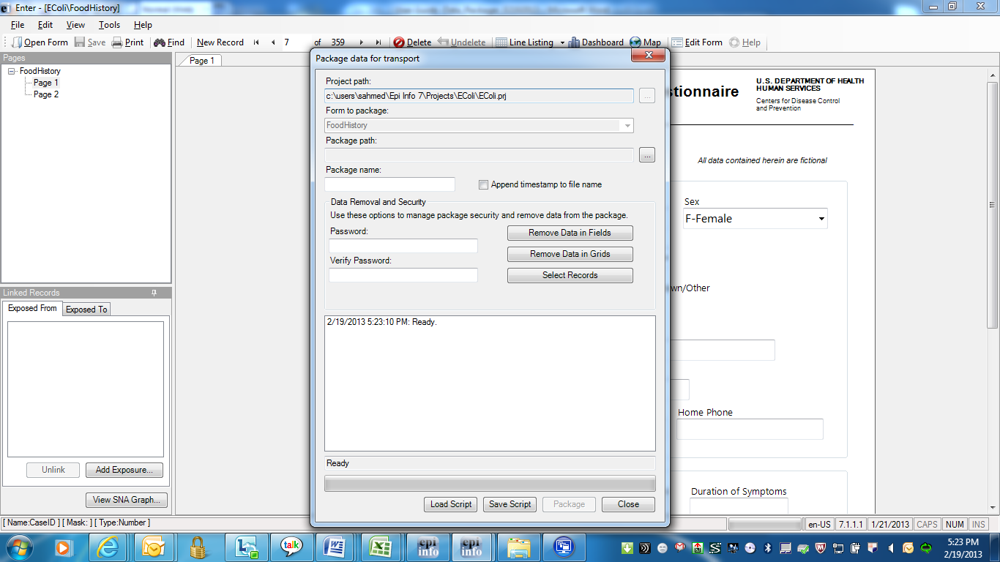 Enter - [EColi\FoodHistory]
File Edit View Tools Help
Open Form Save Print Find New Record 7 of 359 Delete Undelete Line Listing Dashboard Map Edit Form Help
Pages
FoodHistory
Page 1
Page 2
Linked Records
Exposed From Exposed To
Unlink Add Exposure...
View SNA Graph...
Page 1
Package data for transport
Project path:
c:\users\sahmed\Epi Info 7\Projects\EColi\EColi.prj
...
Form to package:
FoodHistory
Package path:
...
Package name:
Append timestamp to file name
Data Removal and Security
Use these options to manage package security and remove data from the package.
Password:
Remove Data in Fields
Remove Data in Grids
Verify Password:
Select Records
2/19/2013 5:23:10 PM: Ready.
Ready
Load Script Save Script Package Close
stionnaire
U.S. DEPARTMENT OF HEALTH
HUMAN SERVICES
Centers for Disease Control
and Prevention
All data contained herein are fictional
Sex
F-Female
wn/Other
Home Phone
Duration of Symptoms
[ Name:CaseID ] [ Mask: ] [ Type:Number ]
en-US 7.1.1.1 1/21/2013 CAPS NUM INS
talk
epi info
epi info
5:23 PM
2/19/2013